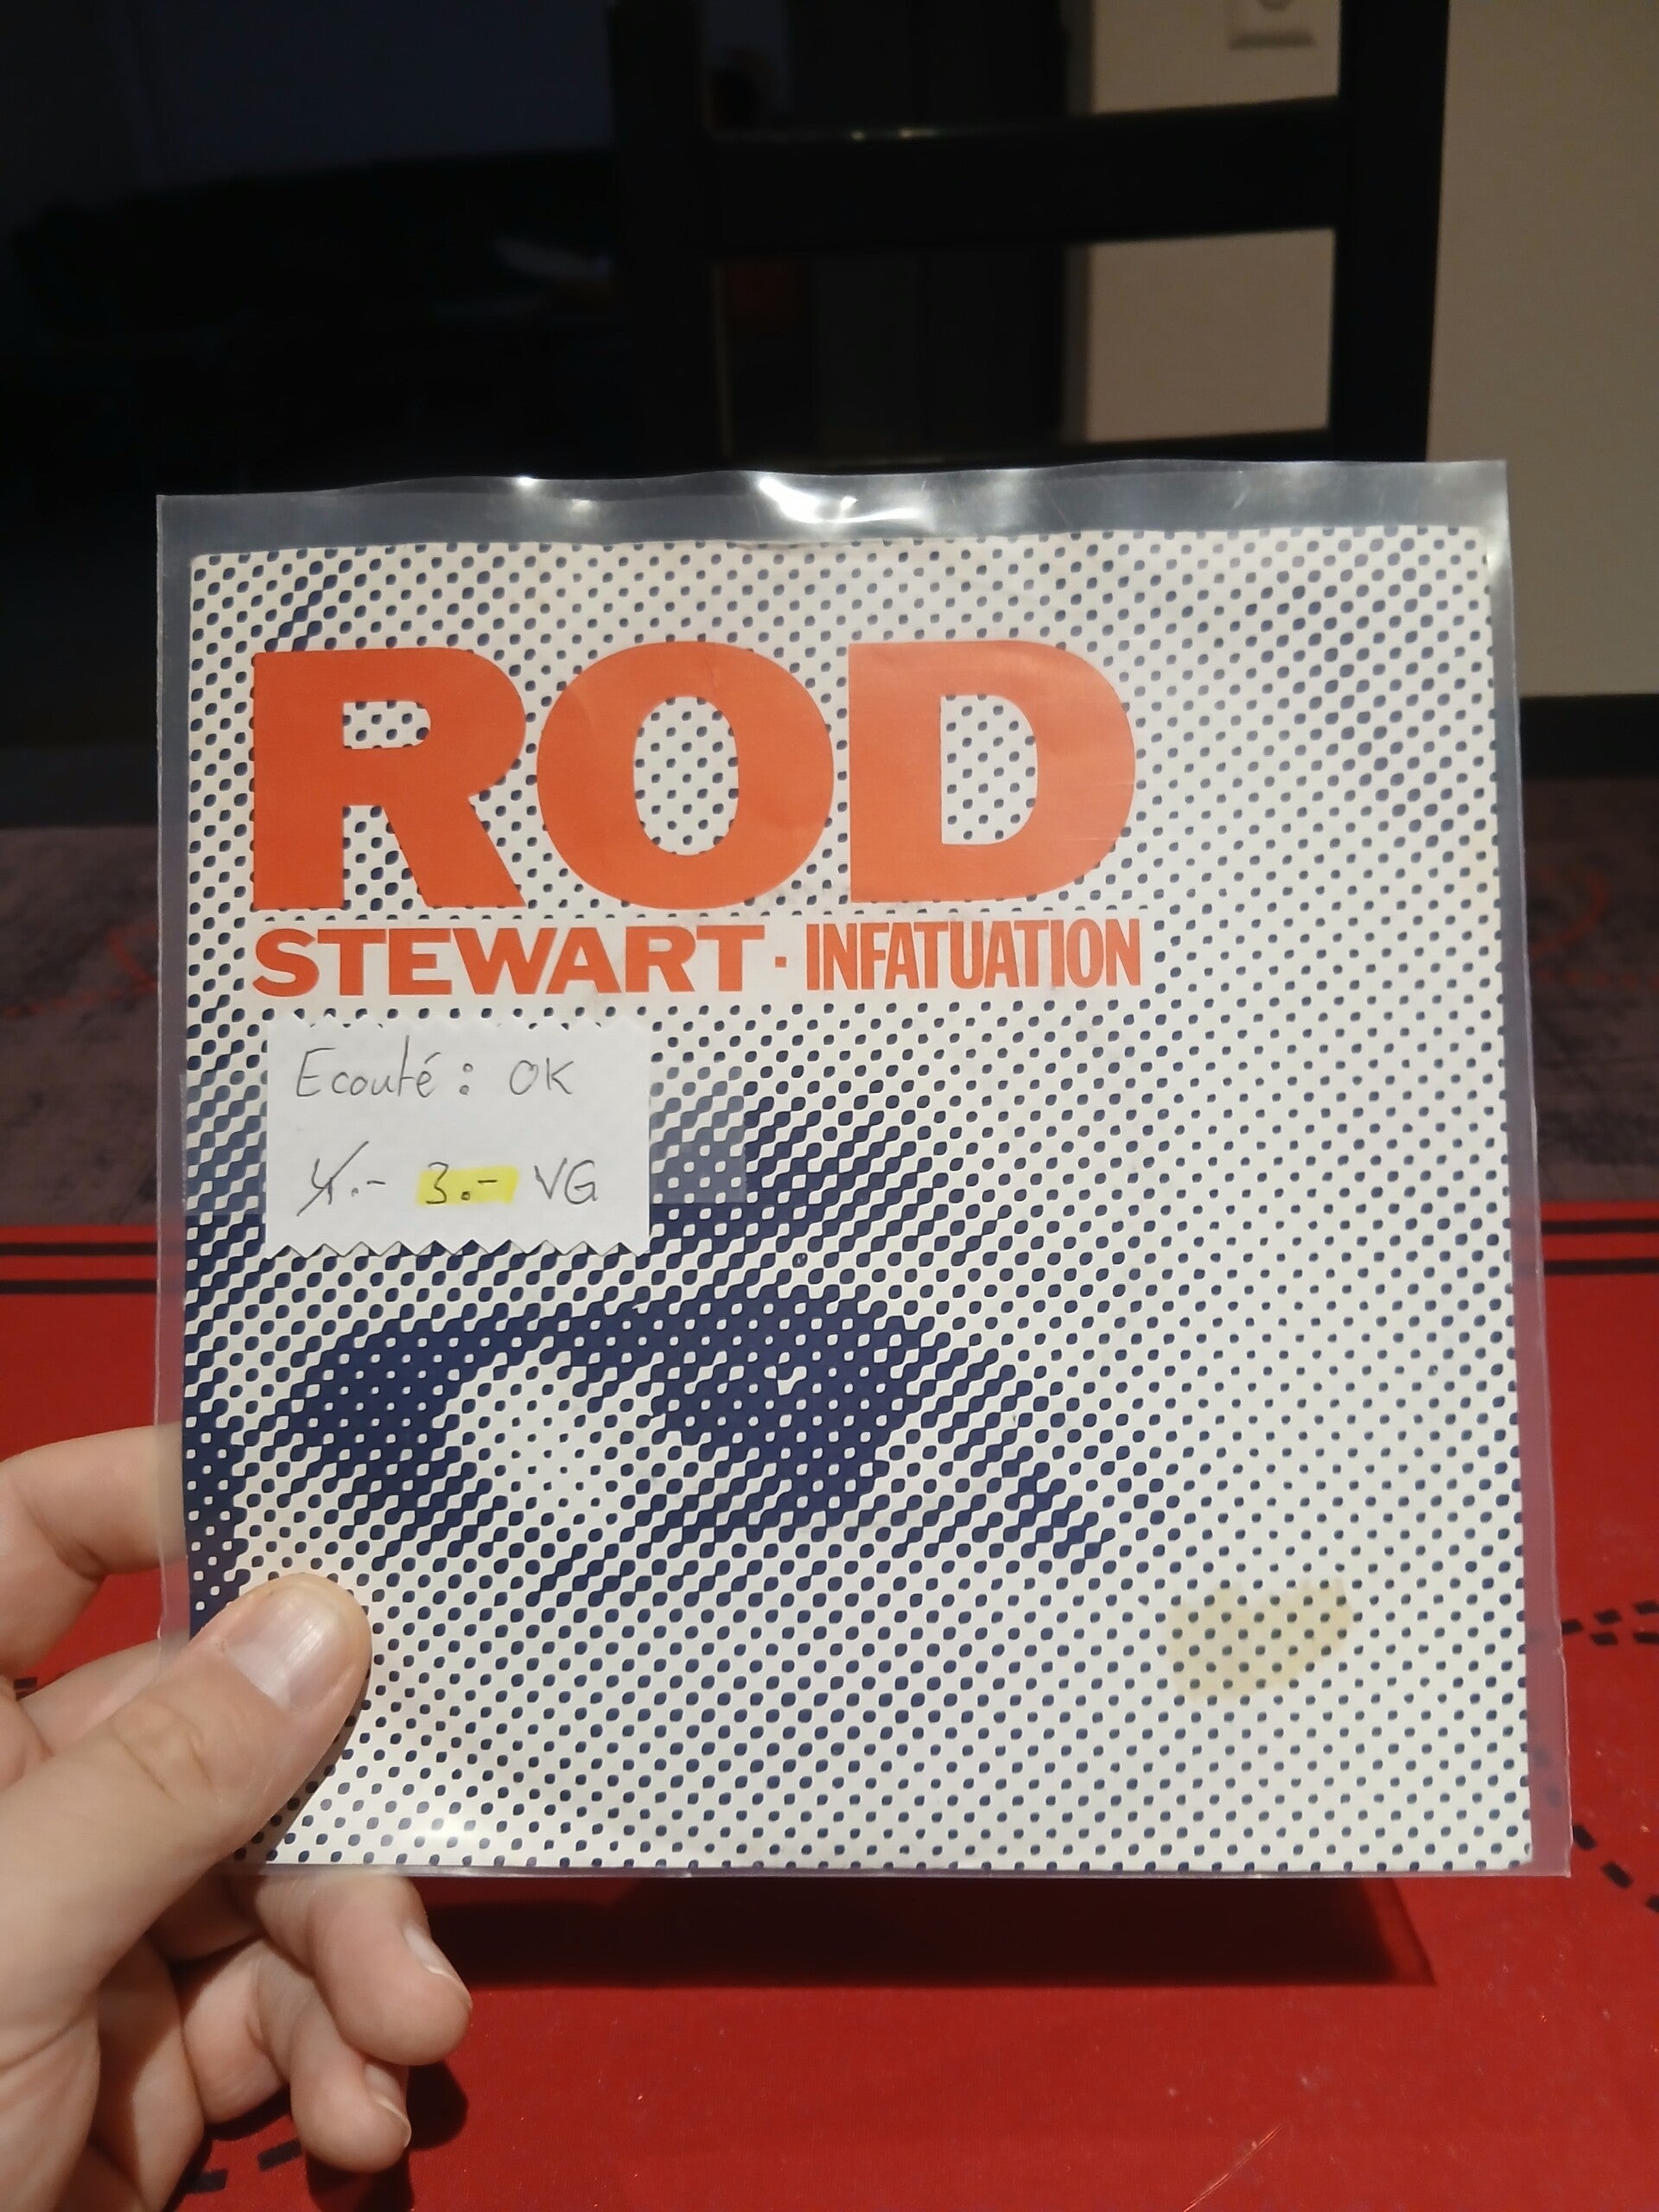 ROD
STEWART · INFATUATION
Ecouté : OK
4.- 3.- VG